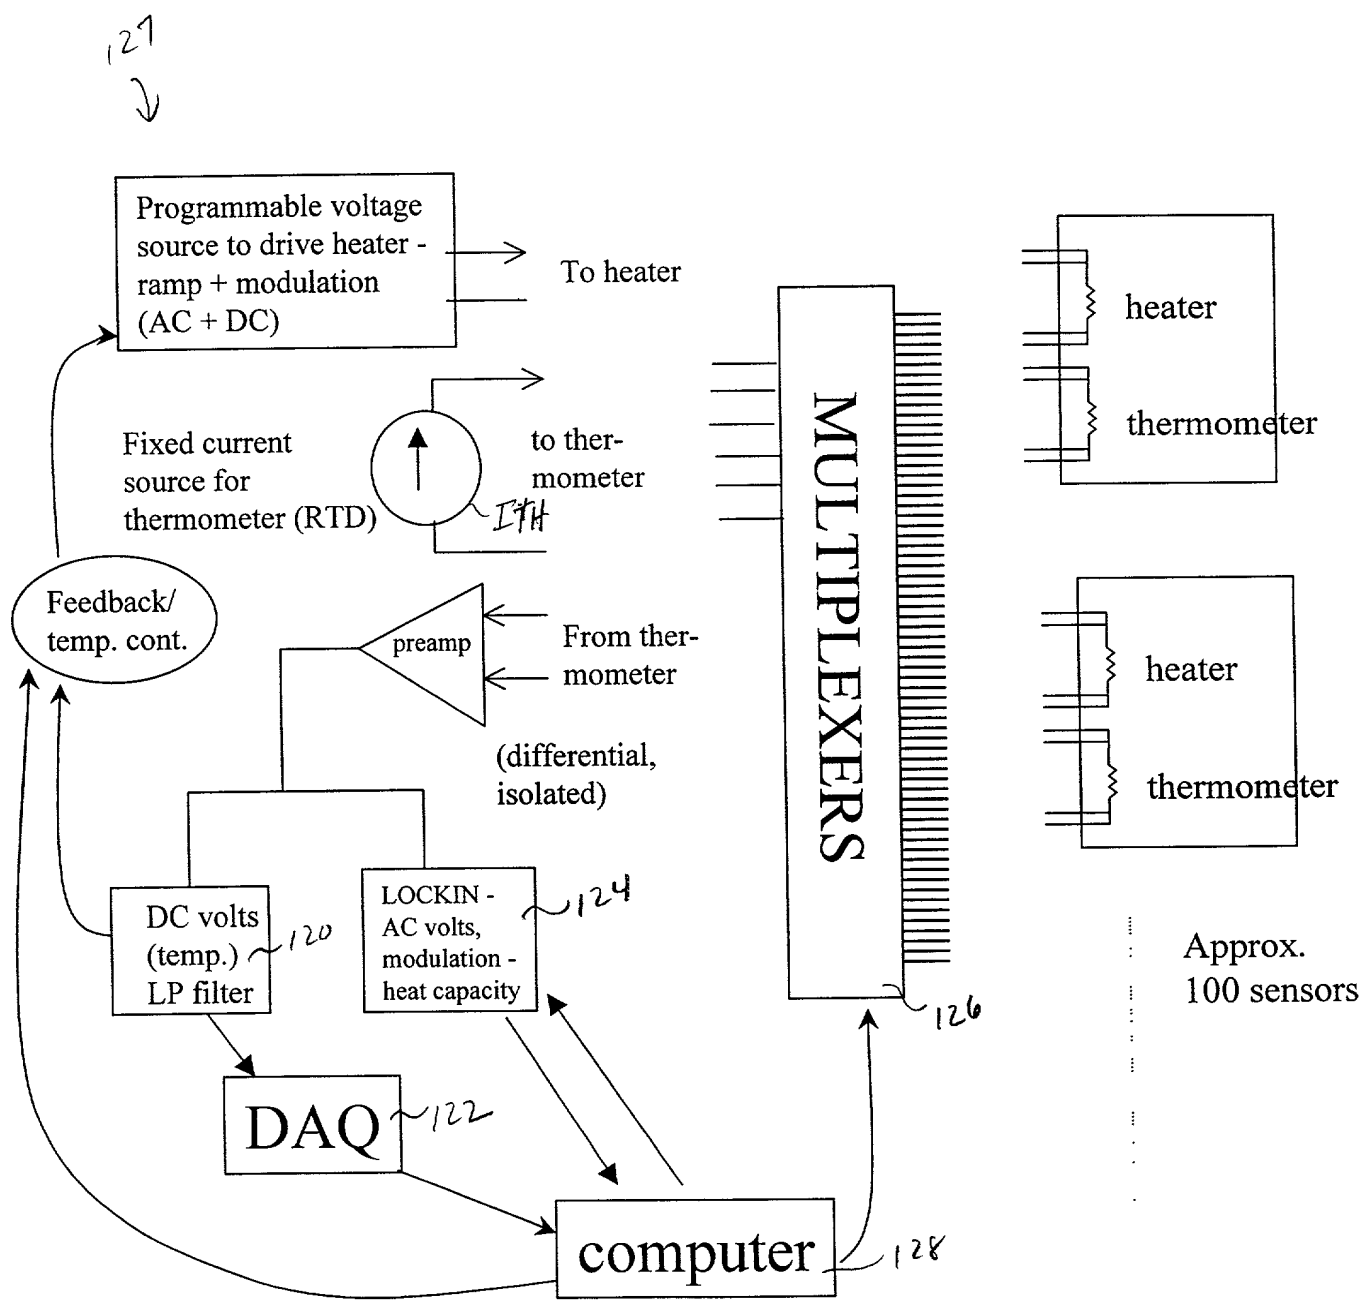 127
Programmable voltage
source to drive heater -
ramp + modulation
(AC + DC)
To heater
Fixed current
source for
thermometer (RTD)
ITH
to ther-
mometer
Feedback/
temp. cont.
preamp
From ther-
mometer
(differential,
isolated)
DC volts
(temp.)
LP filter
120
LOCKIN -
AC volts,
modulation -
heat capacity
124
DAQ
122
computer
128
MULTIPLEXERS
126
heater
thermometer
heater
thermometer
Approx.
100 sensors